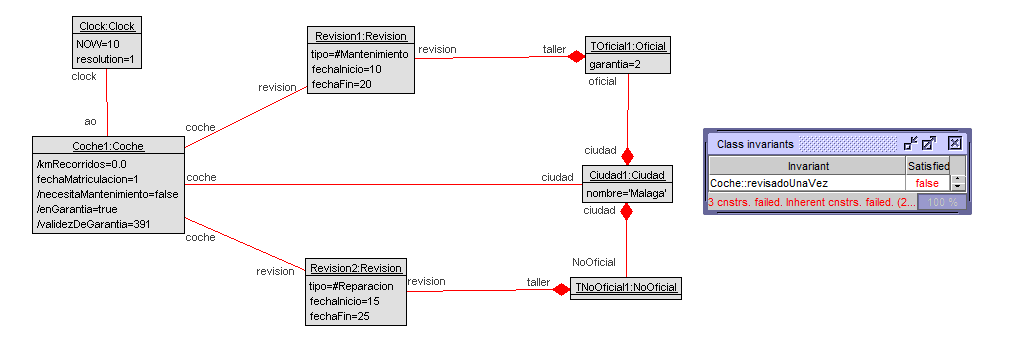 Clock:Clock
NOW=10
resolution=1
clock
ao
Coche1:Coche
/kmRecorridos=0.0
fechaMatriculacion=1
/necesitaMantenimiento=false
/enGarantia=true
/validezDeGarantia=391
coche
revision
Revision1:Revision
tipo=#Mantenimiento
fechaInicio=10
fechaFin=20
revision
taller
TOficial1:Oficial
garantia=2
oficial
ciudad
coche
ciudad
Ciudad1:Ciudad
nombre='Malaga'
ciudad
coche
revision
Revision2:Revision
tipo=#Reparacion
fechaInicio=15
fechaFin=25
revision
taller
NoOficial
TNoOficial1:NoOficial
Class invariants
Invariant Satisfied
Coche::revisadoUnaVez false
3 cnstrs. failed. Inherent cnstrs. failed. (2... 100 %